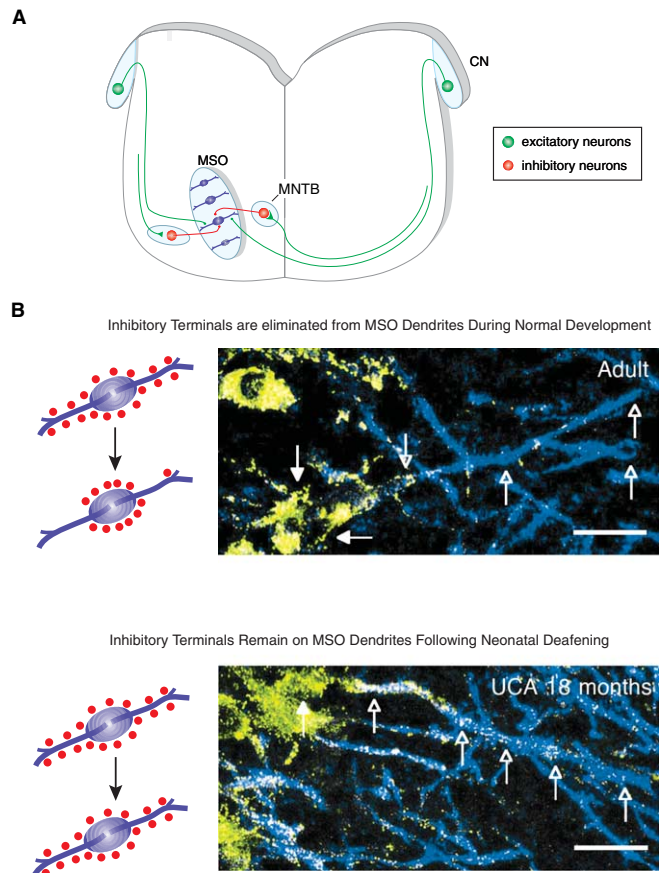 A
CN
excitatory neurons
inhibitory neurons
MSO
MNTB
B
Inhibitory Terminals are eliminated from MSO Dendrites During Normal Development
Adult
Inhibitory Terminals Remain on MSO Dendrites Following Neonatal Deafening
UCA 18 months